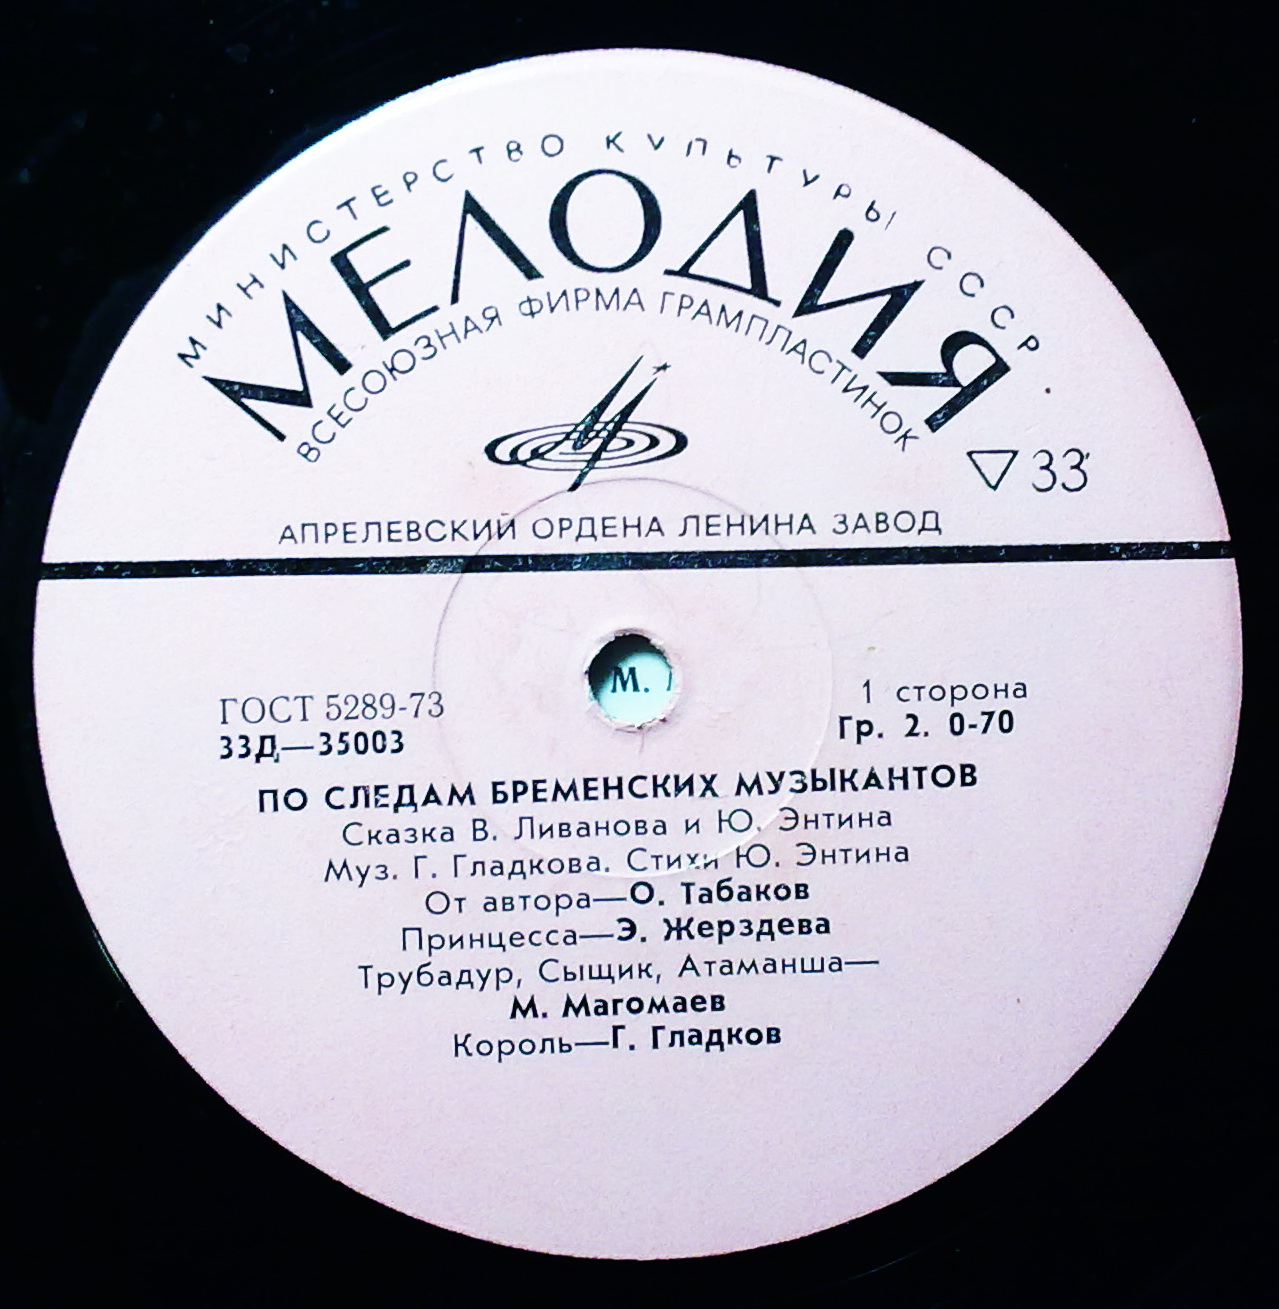 МИНИСТЕРСТВО КУЛЬТУРЫ СССР
МЕЛОДИЯ
ВСЕСОЮЗНАЯ ФИРМА ГРАМПЛАСТИНОК
33
АПРЕЛЕВСКИЙ ОРДЕНА ЛЕНИНА ЗАВОД
М.
ГОСТ 5289-73
1 сторона
33Д—35003
Гр. 2. 0-70
ПО СЛЕДАМ БРЕМЕНСКИХ МУЗЫКАНТОВ
Сказка В. Ливанова и Ю. Энтина
Муз. Г. Гладкова. Стихи Ю. Энтина
От автора—О. Табаков
Принцесса—Э. Жерздева
Трубадур, Сыщик, Атаманша—
М. Магомаев
Король—Г. Гладков